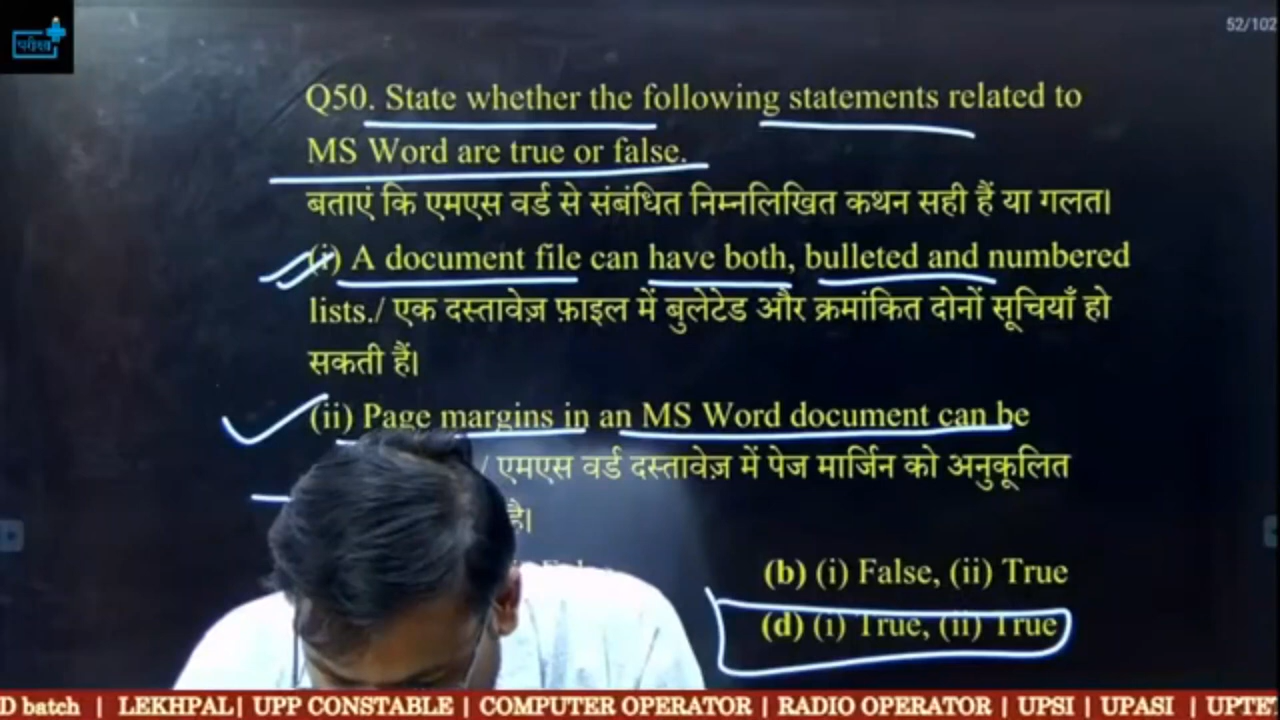 परीक्षा
52/102
Q50. State whether the following statements related to
MS Word are true or false.
बताएं कि एमएस वर्ड से संबंधित निम्नलिखित कथन सही हैं या गलत।
(i) A document file can have both, bulleted and numbered
lists./ एक दस्तावेज़ फ़ाइल में बुलेटेड और क्रमांकित दोनों सूचियाँ हो
सकती हैं।
(ii) Page margins in an MS Word document can be
/ एमएस वर्ड दस्तावेज़ में पेज मार्जिन को अनुकूलित
है।
(b) (i) False, (ii) True
(d) (i) True, (ii) True
D batch | LEKHPAL| UPP CONSTABLE | COMPUTER OPERATOR | RADIO OPERATOR | UPSI | UPASI | UPTET